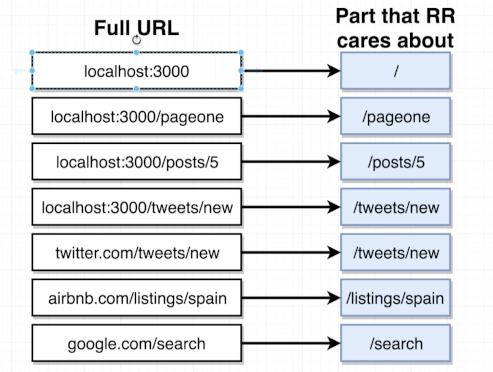 Full URL
Part that RR
cares about
localhost:3000
/
localhost:3000/pageone
/pageone
localhost:3000/posts/5
/posts/5
localhost:3000/tweets/new
/tweets/new
twitter.com/tweets/new
/tweets/new
airbnb.com/listings/spain
/listings/spain
google.com/search
/search